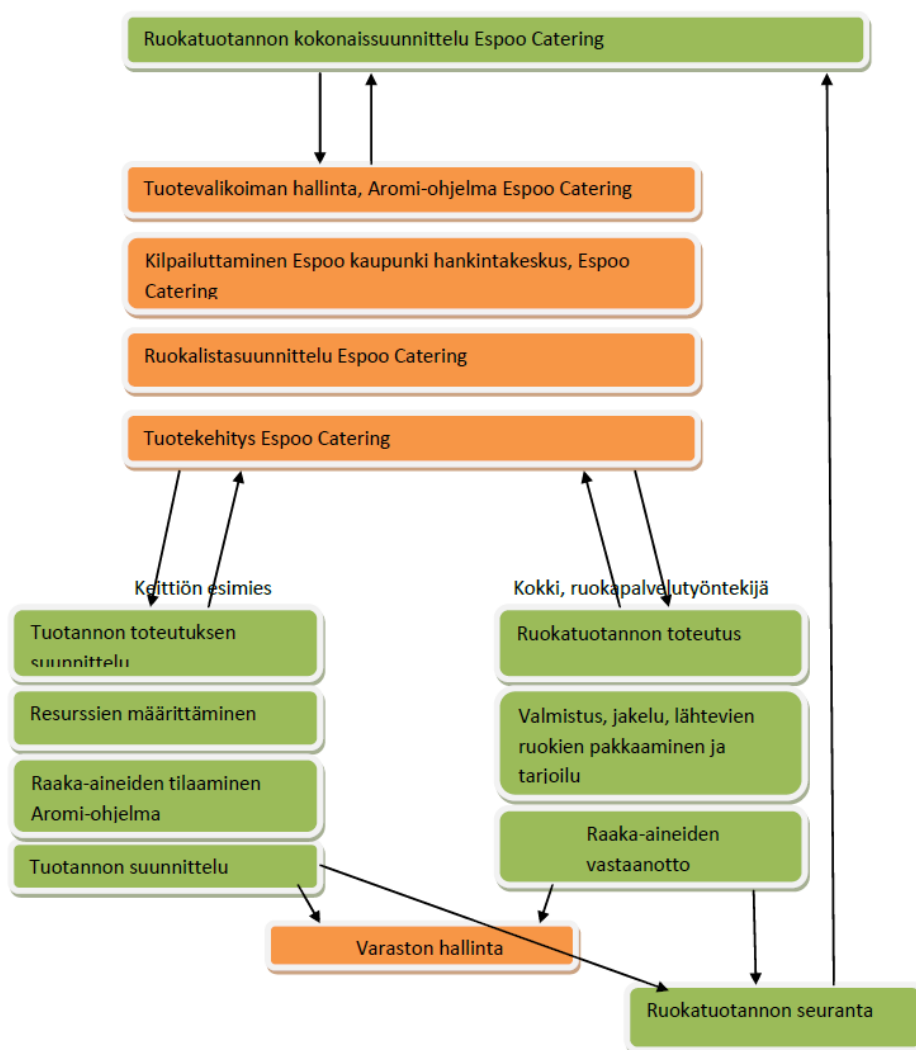 Ruokatuotannon kokonaissuunnittelu Espoo Catering
Tuotevalikoiman hallinta, Aromi-ohjelma Espoo Catering
Kilpailuttaminen Espoo kaupunki hankintakeskus, Espoo
Catering
Ruokalistasuunnittelu Espoo Catering
Tuotekehitys Espoo Catering
Keittiön esimies
Tuotannon toteutuksen
suunnittelu
Resurssien määrittäminen
Raaka-aineiden tilaaminen
Aromi-ohjelma
Tuotannon suunnittelu
Kokki, ruokapalvelutyöntekijä
Ruokatuotannon toteutus
Valmistus, jakelu, lähtevien
ruokien pakkaaminen ja
tarjoilu
Raaka-aineiden
vastaanotto
Varaston hallinta
Ruokatuotannon seuranta